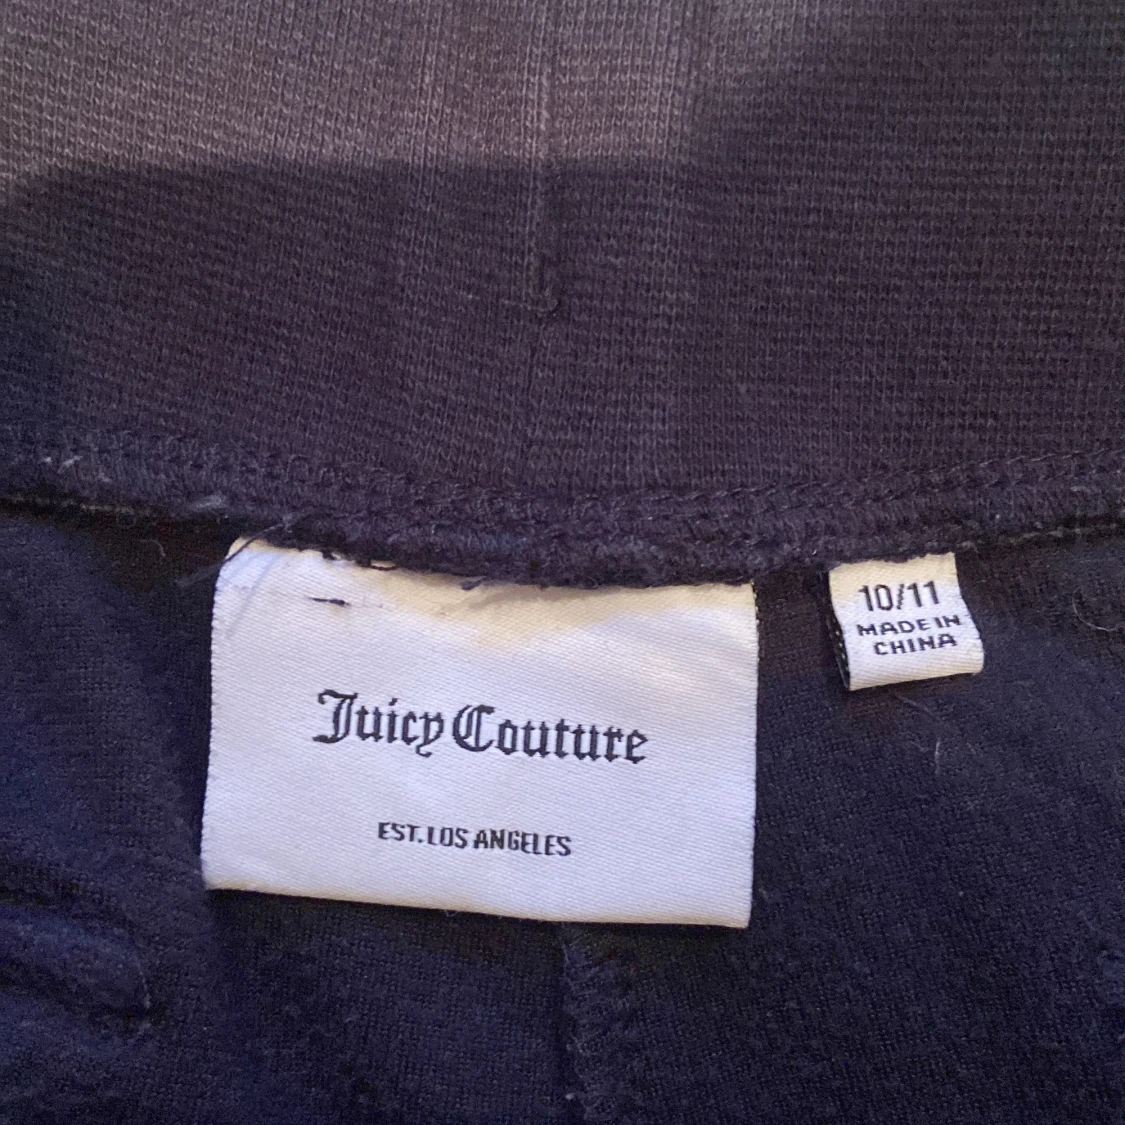 Juicy Couture
EST. LOS ANGELES
10/11
MADE IN
CHINA